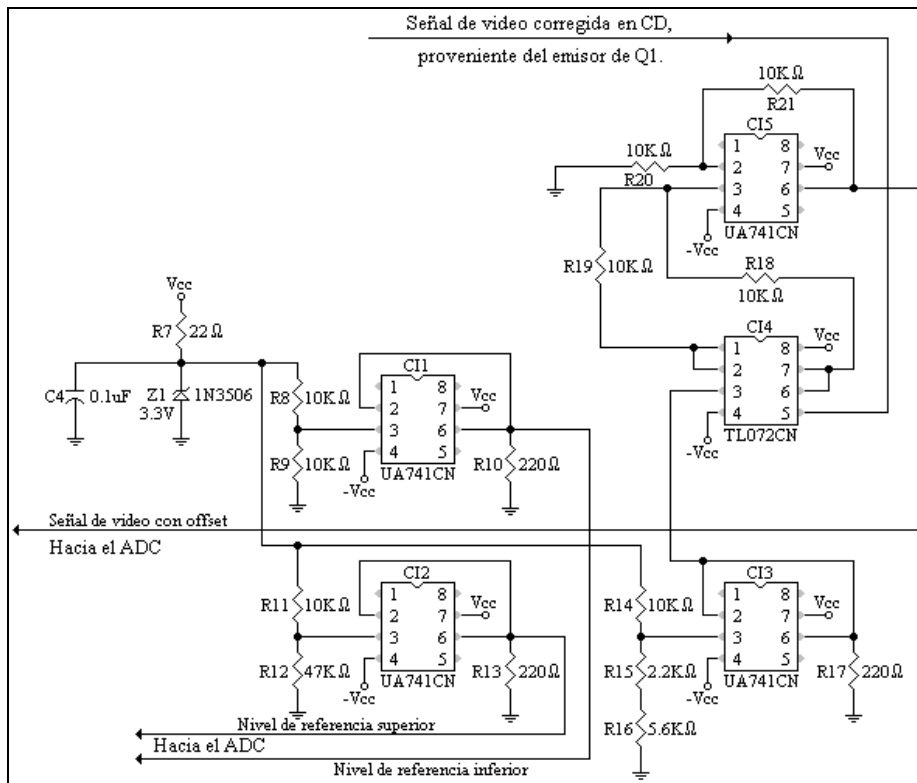 Señal de video corregida en CD,
proveniente del emisor de Q1.
10KΩ
R21
CI5
10KΩ
R20
1 8
2 7 Vcc
3 6
4 5
-Vcc
UA741CN
R19 10KΩ
R18
10KΩ
CI4
1 8 Vcc
2 7
3 6
4 5
-Vcc
TL072CN
Vcc
R7 22Ω
C4 0.1uF
Z1 1N3506
3.3V
R8 10KΩ
R9 10KΩ
CI1
1 8
2 7 Vcc
3 6
4 5
-Vcc
UA741CN
R10 220Ω
Señal de video con offset
Hacia el ADC
R11 10KΩ
R12 47KΩ
CI2
1 8
2 7 Vcc
3 6
4 5
-Vcc
UA741CN
R13 220Ω
R14 10KΩ
R15 2.2KΩ
R16 5.6KΩ
CI3
1 8
2 7 Vcc
3 6
4 5
-Vcc
UA741CN
R17 220Ω
Nivel de referencia superior
Hacia el ADC
Nivel de referencia inferior